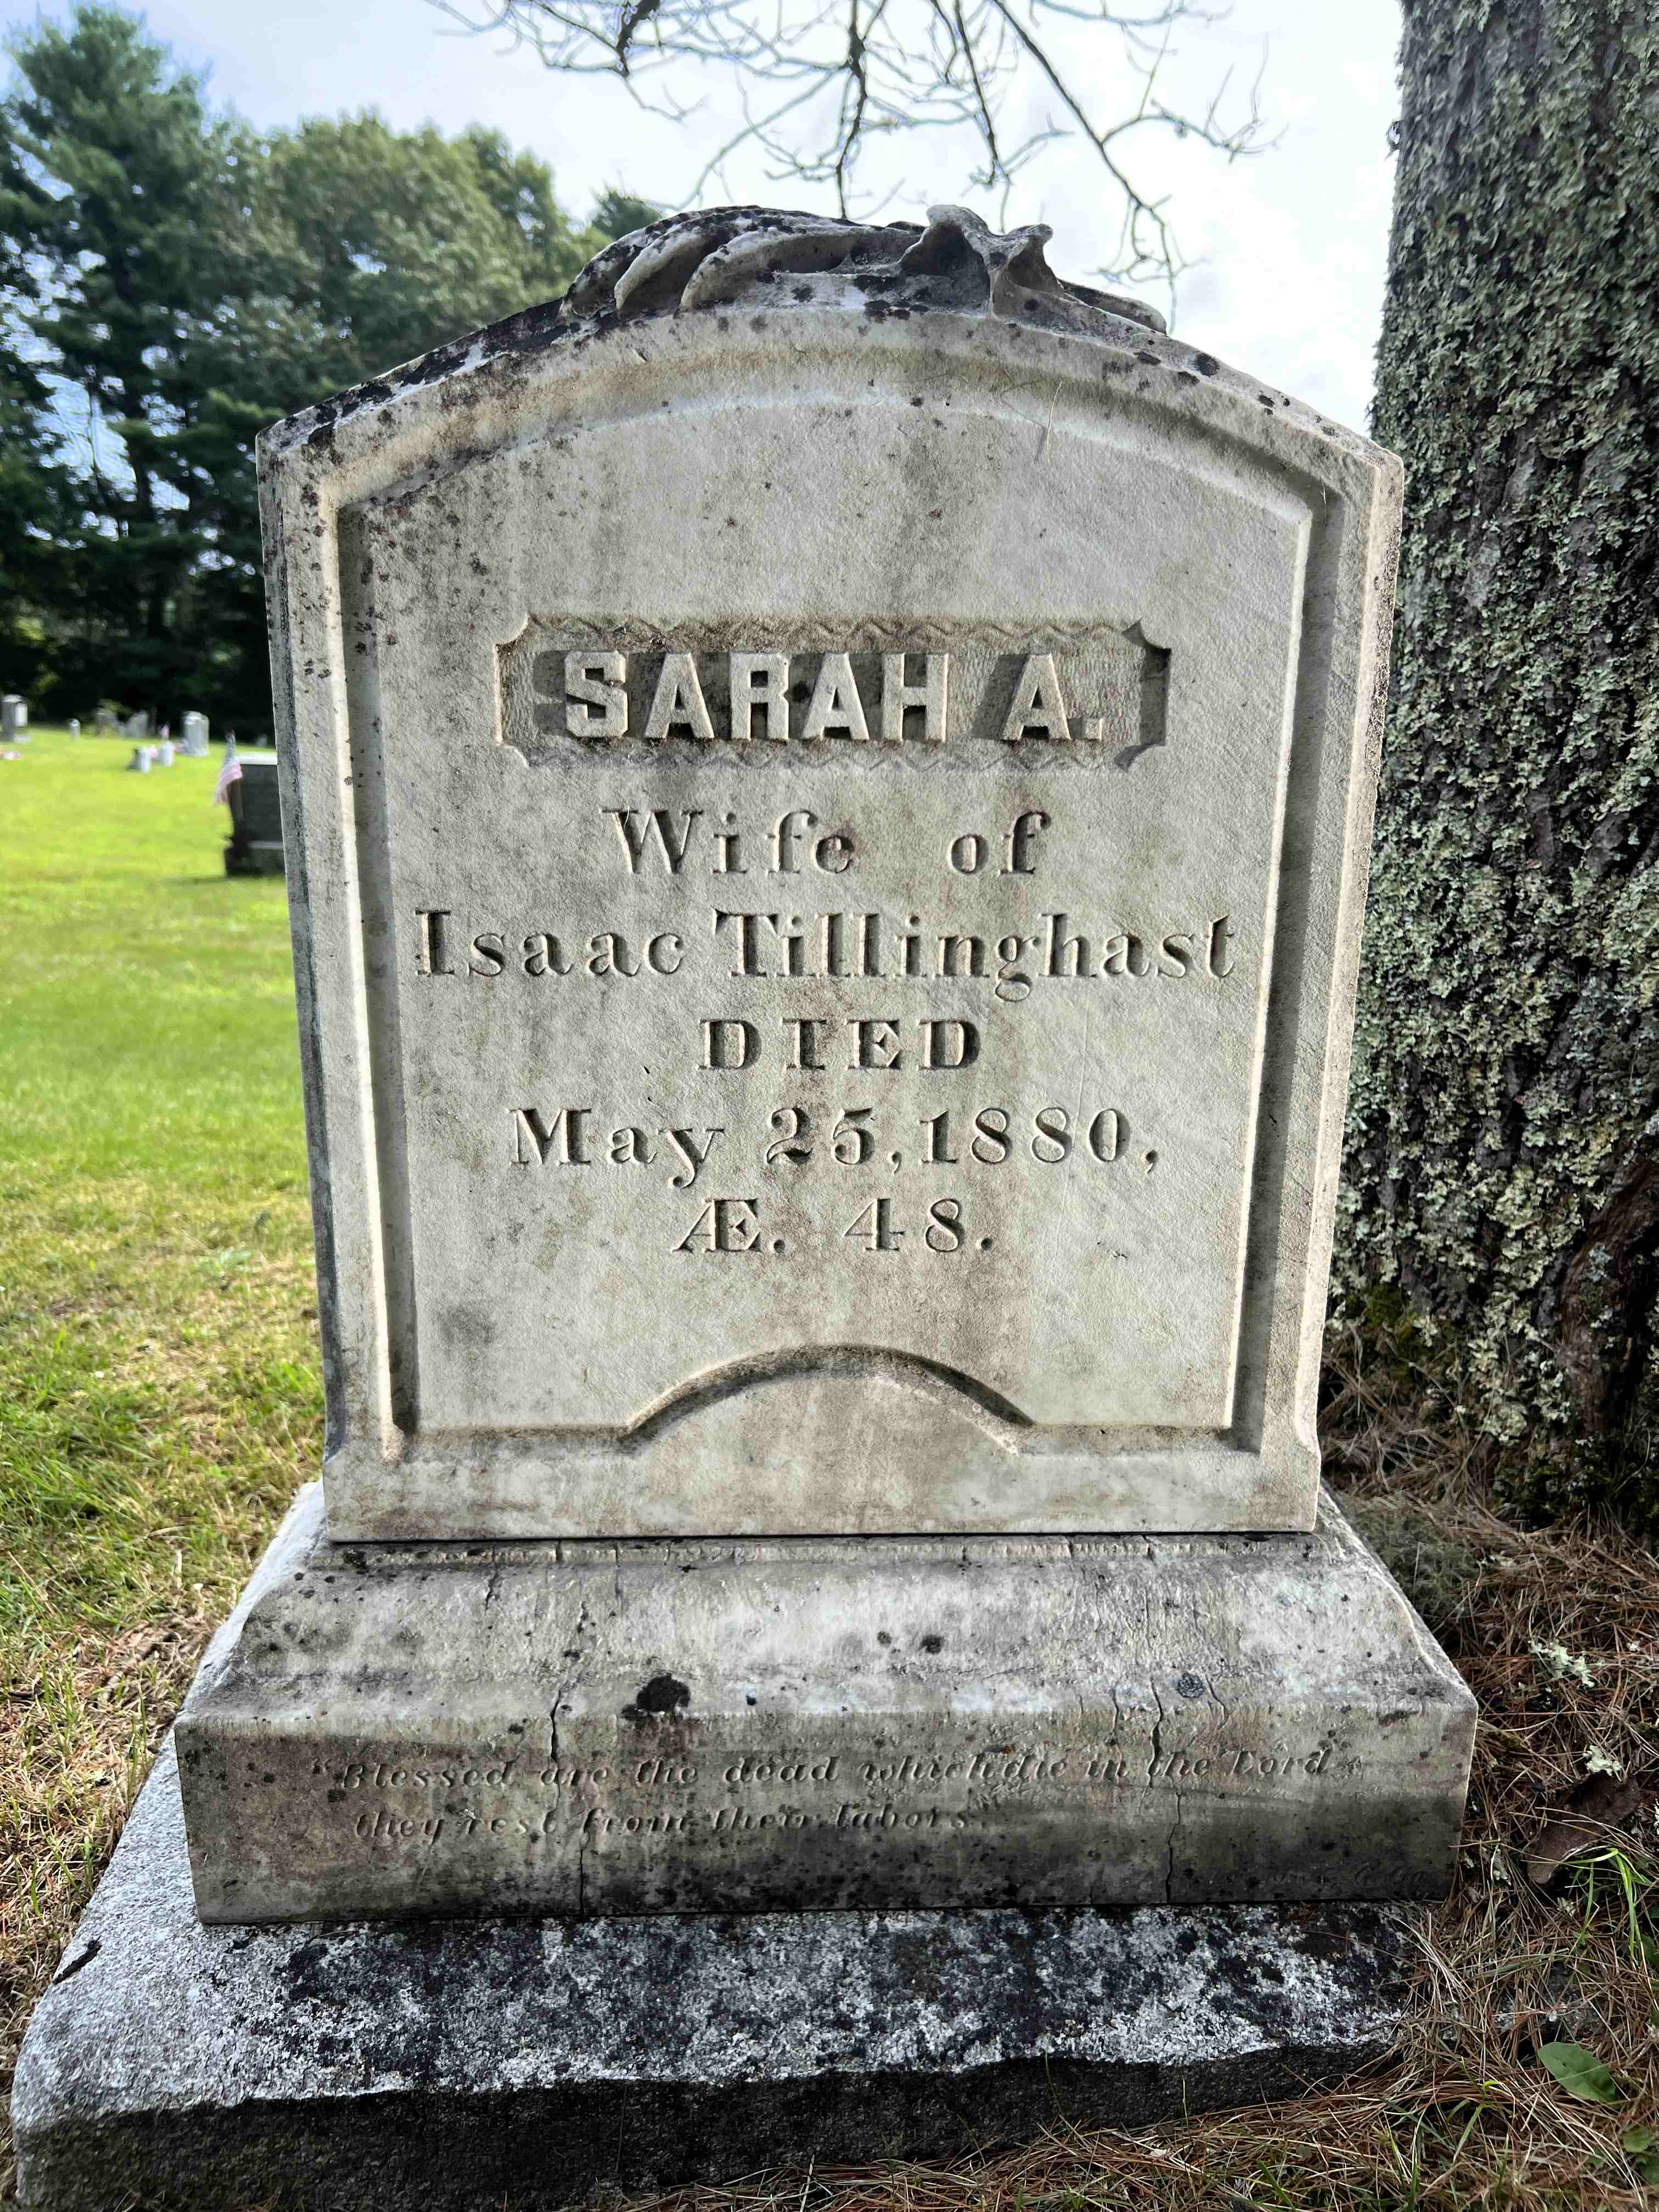 SARAH A.
Wife of
Isaac Tillinghast
DIED
May 25, 1880,
Æ. 48.
"Blessed are the dead which die in the Lord
they rest from their labors."